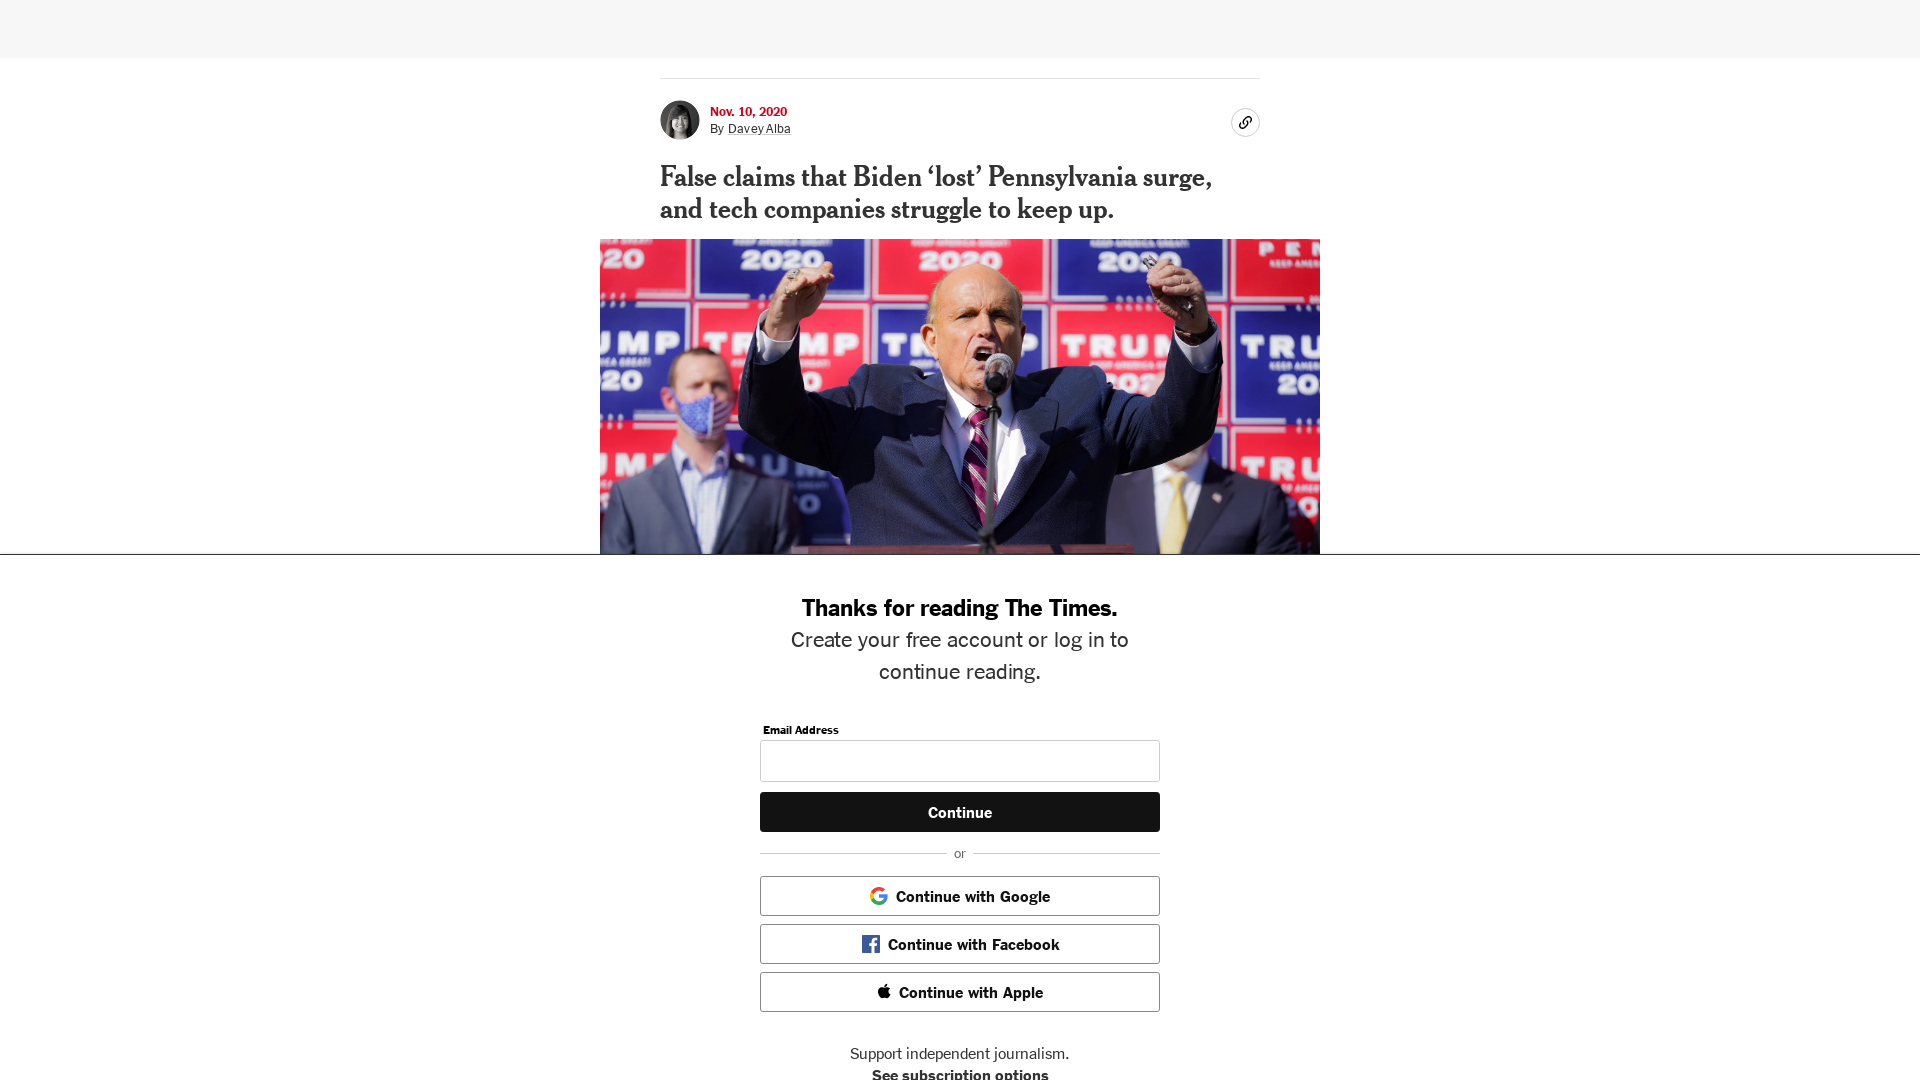 Nov. 10, 2020
By Davey Alba
False claims that Biden ‘lost’ Pennsylvania surge,
and tech companies struggle to keep up.
KEEP AMERICA GREAT!
2020
2020
2020
2020
TRUMP
TRUMP
TRUMP
Thanks for reading The Times.
Create your free account or log in to
continue reading.
Email Address
Continue
or
Continue with Google
Continue with Facebook
Continue with Apple
Support independent journalism.
See subscription options